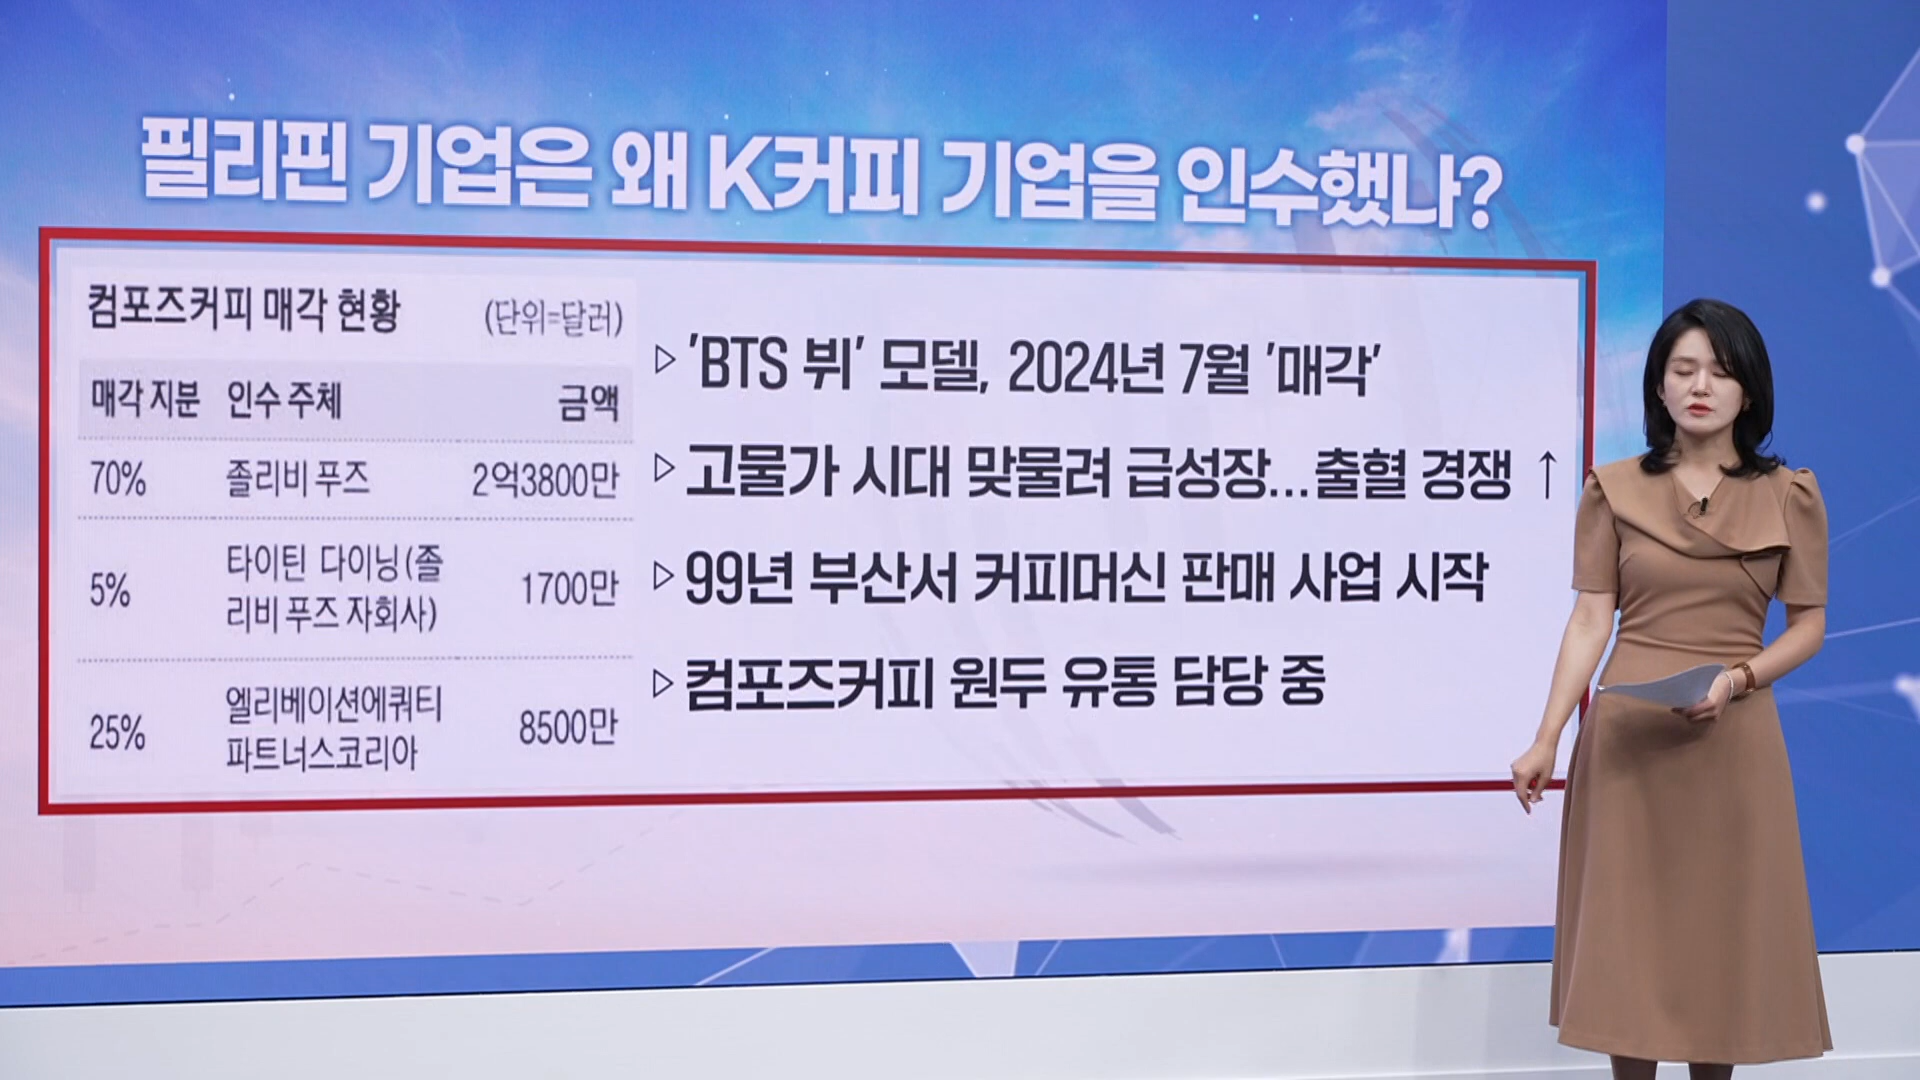 필리핀 기업은 왜 K커피 기업을 인수했나?
컴포즈커피 매각 현황 (단위=달러)
매각 지분 인수 주체 금액
70% 졸리비 푸즈 2억3800만
5% 타이틴 다이닝(졸
리비 푸즈 자회사) 1700만
25% 엘리베이션에쿼티
파트너스코리아 8500만
▷ 'BTS 뷔' 모델, 2024년 7월 '매각'
▷ 고물가 시대 맞물려 급성장...출혈 경쟁 ↑
▷ 99년 부산서 커피머신 판매 사업 시작
▷ 컴포즈커피 원두 유통 담당 중